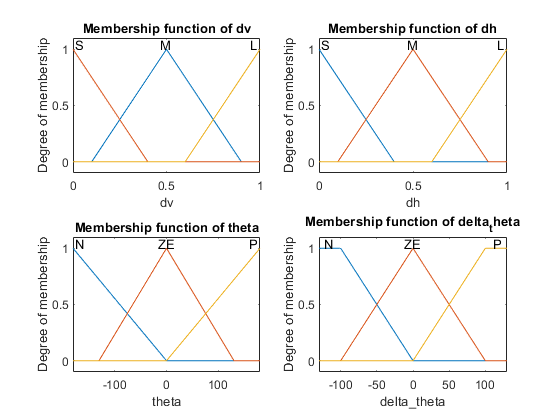 Membership function of dv
S M L
1
0.5
0
Degree of membership
0 0.5 1
dv
Membership function of dh
S M L
1
0.5
0
Degree of membership
0 0.5 1
dh
Membership function of theta
N ZE P
1
0.5
0
Degree of membership
-100 0 100
theta
Membership function of delta_theta
N ZE P
1
0.5
0
Degree of membership
-100 -50 0 50 100
delta_theta